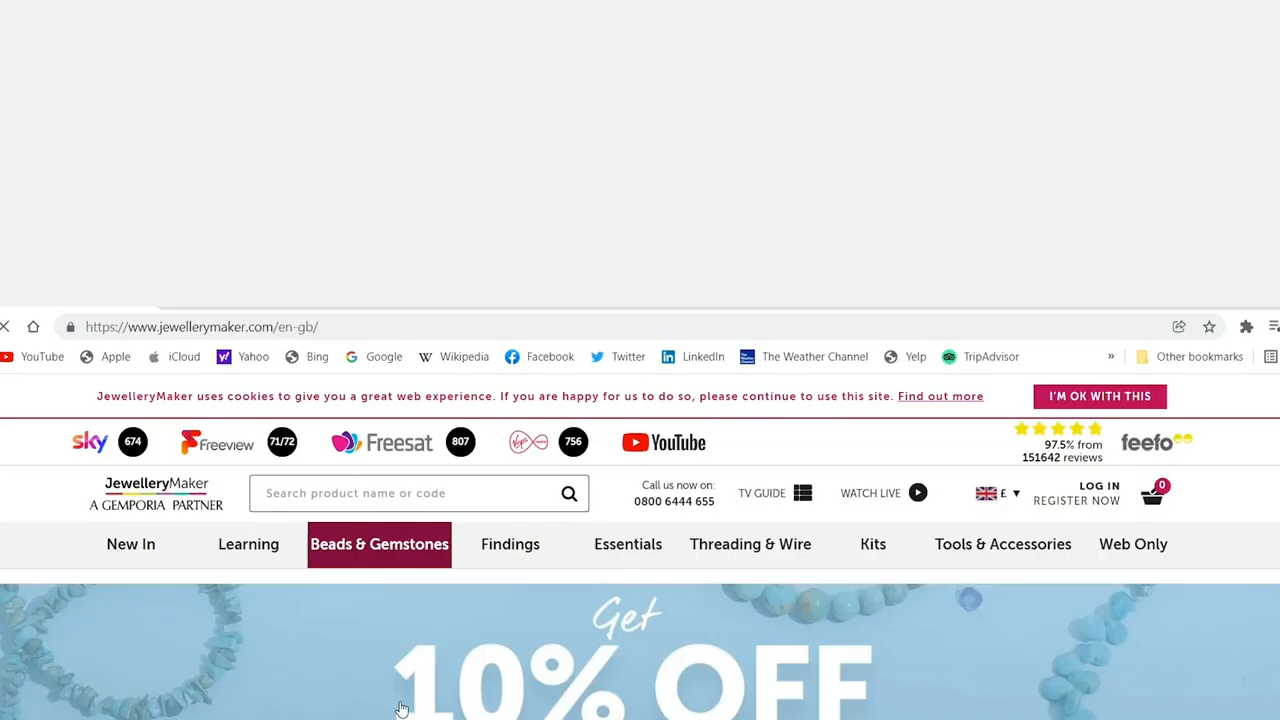 https://www.jewellerymaker.com/en-gb/
YouTube Apple iCloud Yahoo Bing Google Wikipedia Facebook Twitter LinkedIn The Weather Channel Yelp TripAdvisor » Other bookmarks
JewelleryMaker uses cookies to give you a great web experience. If you are happy for us to do so, please continue to use this site. Find out more I'M OK WITH THIS
sky 674 Freeview 71/72 Freesat 807 Virgin media 756 YouTube 97.5% from 151642 reviews feefo
JewelleryMaker
A GEMPORIA PARTNER
Search product name or code
Call us now on:
0800 6444 655
TV GUIDE WATCH LIVE £ ▼
LOG IN
REGISTER NOW
0
New In Learning Beads & Gemstones Findings Essentials Threading & Wire Kits Tools & Accessories Web Only
Get
10% OFF